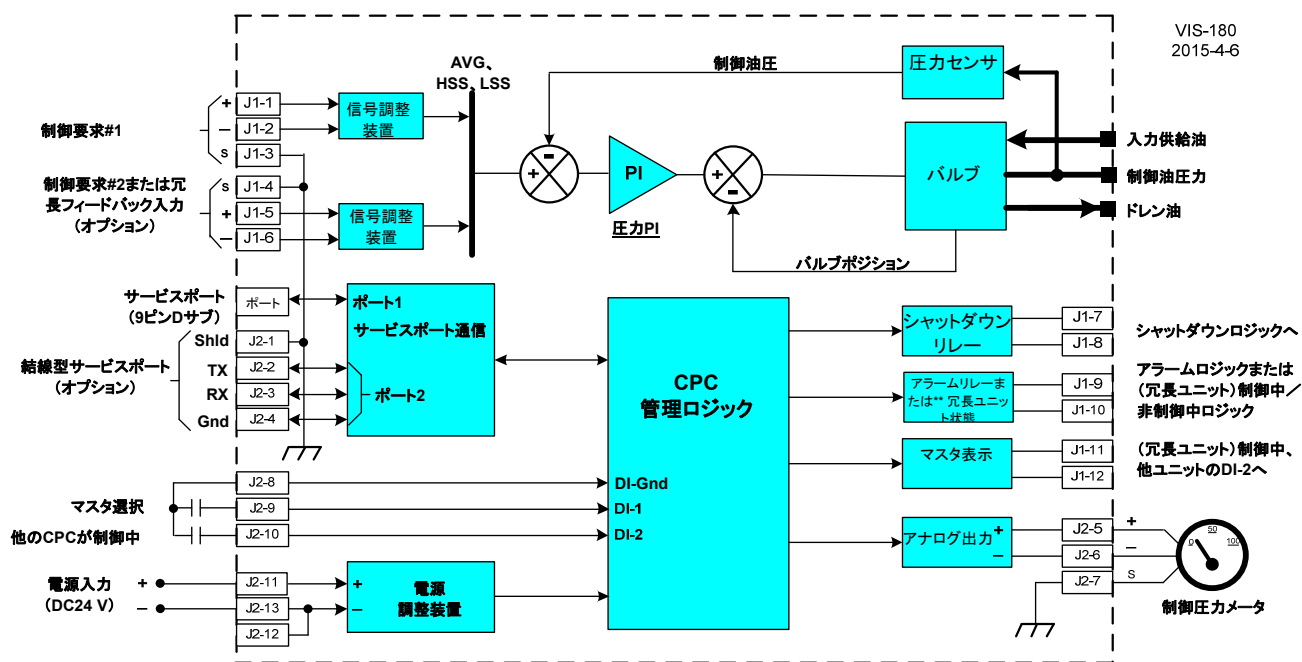 VIS-180
2015-4-6
AVG、
HSS、LSS
制御油圧
圧力センサ
制御要求#1
+
J1-1
−
J1-2
s
J1-3
信号調整
装置
制御要求#2または冗
長フィードバック入力
(オプション)
s
J1-4
+
J1-5
−
J1-6
信号調整
装置
+
-
PI
圧力PI
+
-
バルブ
バルブポジション
入力供給油
制御油圧力
ドレン油
サービスポート
(9ピンDサブ)
ポート
結線型サービスポート
(オプション)
Shld
J2-1
TX
J2-2
RX
J2-3
Gnd
J2-4
ポート1
サービスポート通信
ポート2
CPC
管理ロジック
DI-Gnd
DI-1
DI-2
シャットダウン
リレー
J1-7
J1-8
シャットダウンロジックへ
アラームリレーま
たは** 冗長ユニッ
ト状態
J1-9
J1-10
アラームロジックまたは
(冗長ユニット)制御中/
非制御中ロジック
マスタ表示
J1-11
J1-12
(冗長ユニット)制御中、
他ユニットのDI-2へ
マスタ選択
他のCPCが制御中
J2-8
J2-9
J2-10
アナログ出力
+
−
J2-5
J2-6
J2-7
+
−
S
0
50
100
制御圧力メータ
電源入力
(DC24 V)
+
−
J2-11
J2-13
J2-12
+
−
電源
調整装置